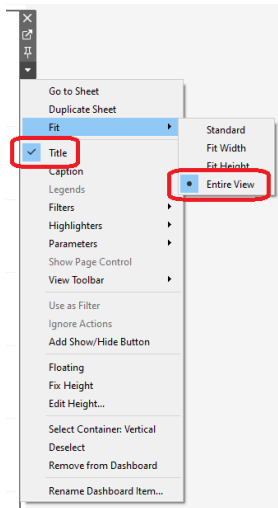 Go to Sheet
Duplicate Sheet
Fit
Title
Caption
Legends
Filters
Highlighters
Parameters
Show Page Control
View Toolbar
Use as Filter
Ignore Actions
Add Show/Hide Button
Floating
Fix Height
Edit Height...
Select Container: Vertical
Deselect
Remove from Dashboard
Rename Dashboard Item...
Standard
Fit Width
Fit Height
Entire View